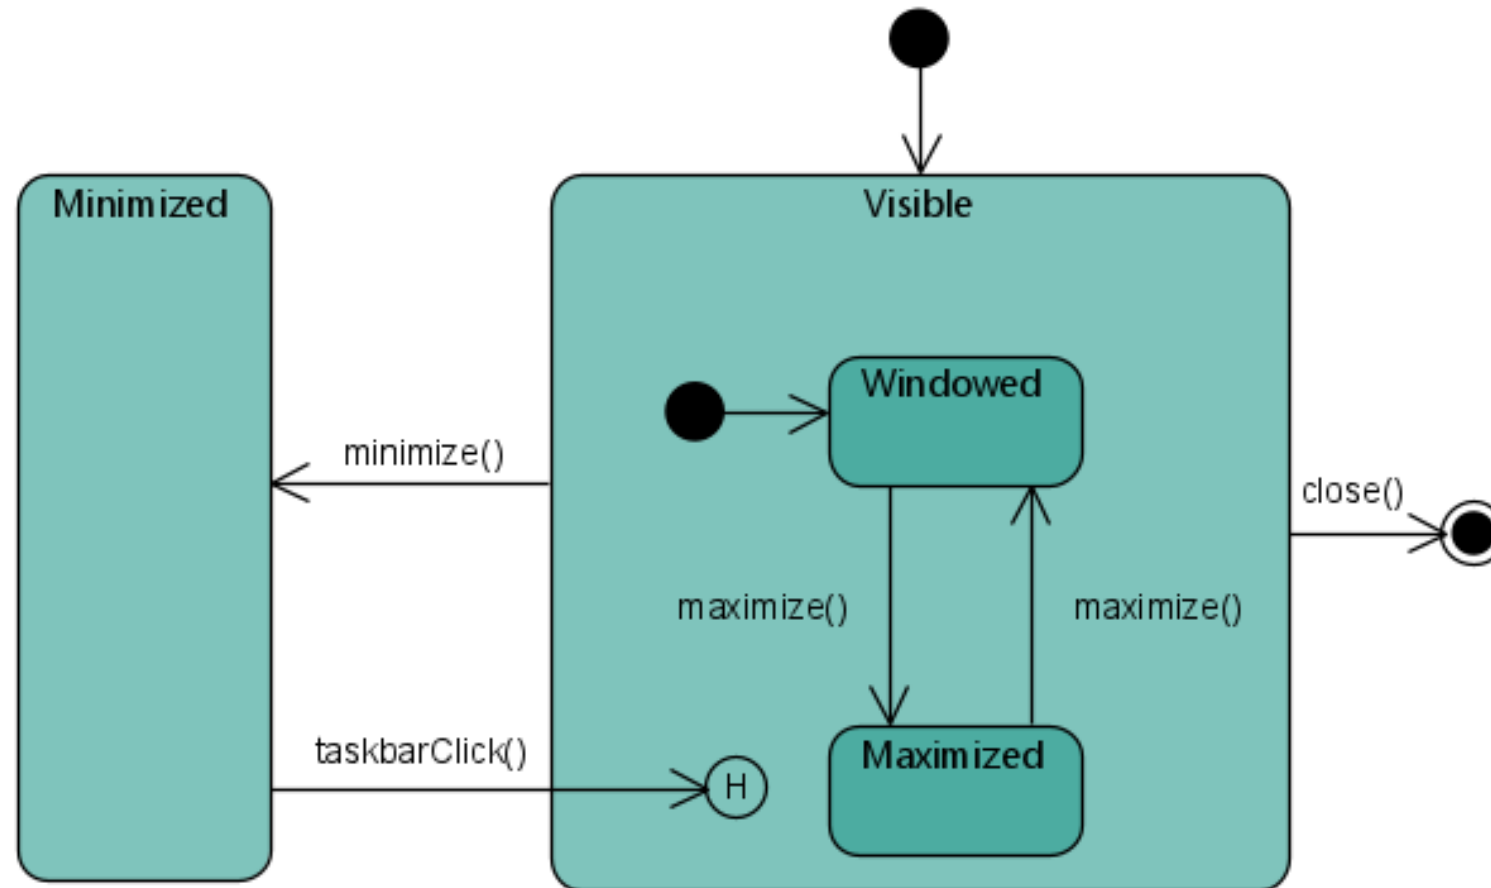 Minimized
Visible
Windowed
minimize()
close()
maximize()
maximize()
taskbarClick()
H
Maximized